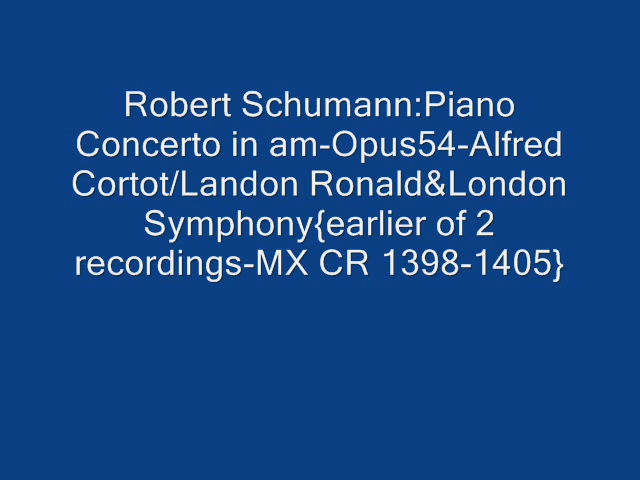 Robert Schumann:Piano
Concerto in am-Opus54-Alfred
Cortot/Landon Ronald&London
Symphony{earlier of 2
recordings-MX CR 1398-1405}